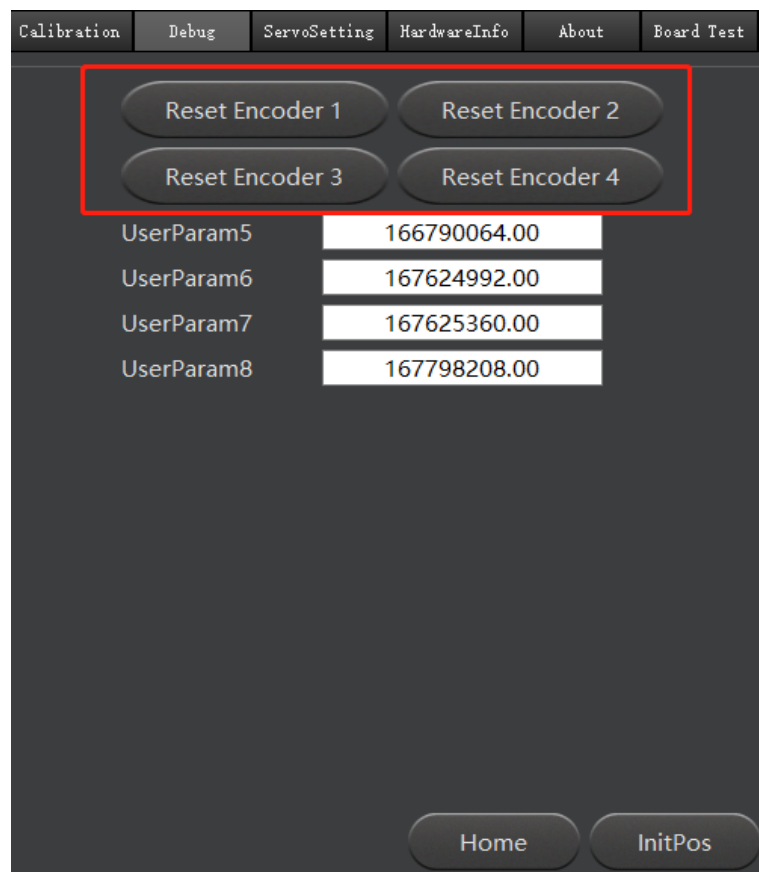 Calibration Debug ServoSetting HardwareInfo About Board Test
Reset Encoder 1 Reset Encoder 2
Reset Encoder 3 Reset Encoder 4
UserParam5 166790064.00
UserParam6 167624992.00
UserParam7 167625360.00
UserParam8 167798208.00
Home InitPos